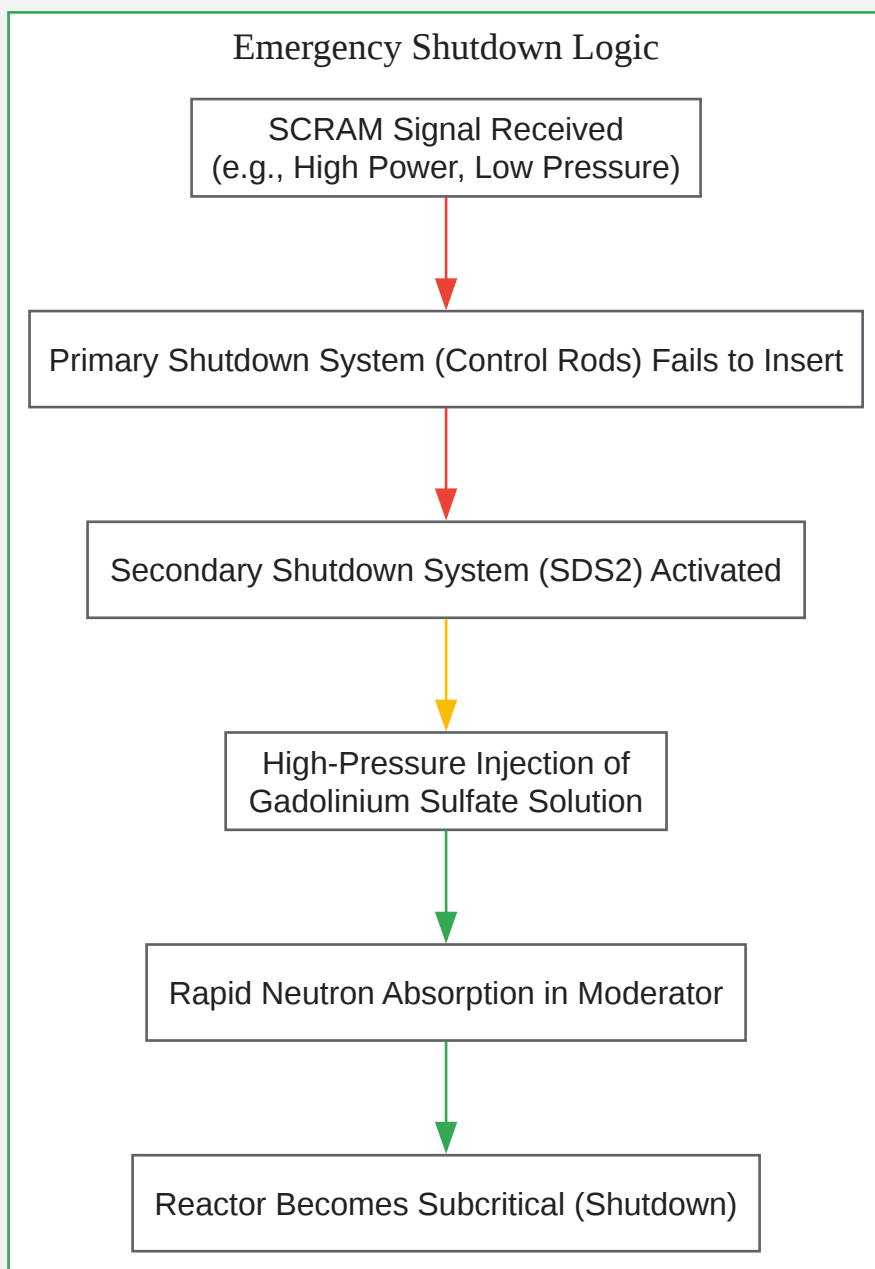 Emergency Shutdown Logic
SCRAM Signal Received
(e.g., High Power, Low Pressure)
Primary Shutdown System (Control Rods) Fails to Insert
Secondary Shutdown System (SDS2) Activated
High-Pressure Injection of
Gadolinium Sulfate Solution
Rapid Neutron Absorption in Moderator
Reactor Becomes Subcritical (Shutdown)